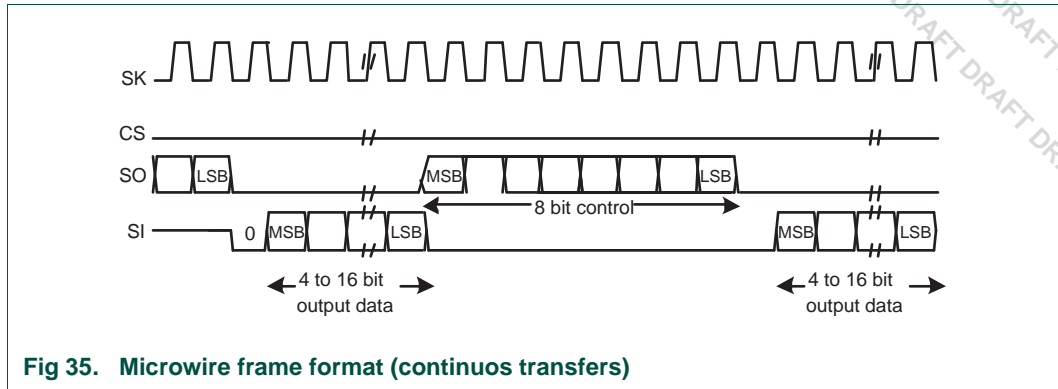 DRAFT DRAFT DRA
DRAFT
SK
CS
SO
LSB
MSB
LSB
8 bit control
SI
0
MSB
LSB
MSB
LSB
4 to 16 bit
output data
4 to 16 bit
output data
Fig 35. Microwire frame format (continuos transfers)